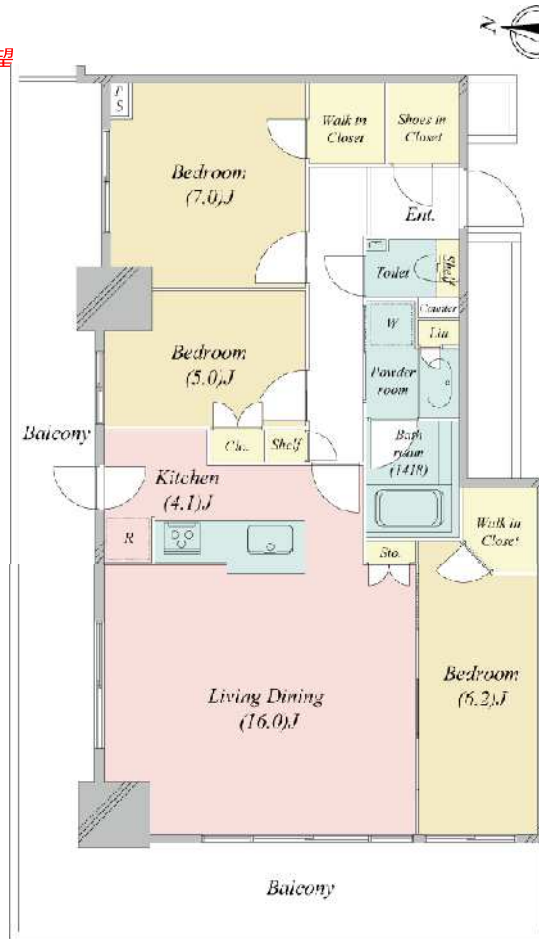 N
望
P
S
Walk in
Closet
Shoes in
Closet
Bedroom
(7.0)J
Ent.
Toilet
Shelf
Counter
W
Lin
Bedroom
(5.0)J
Powder
room
Balcony
Clo.
Shelf
Bath
room
(1418)
Kitchen
(4.1)J
Walk in
Closet
R
Sto.
Bedroom
(6.2)J
Living Dining
(16.0)J
Balcony